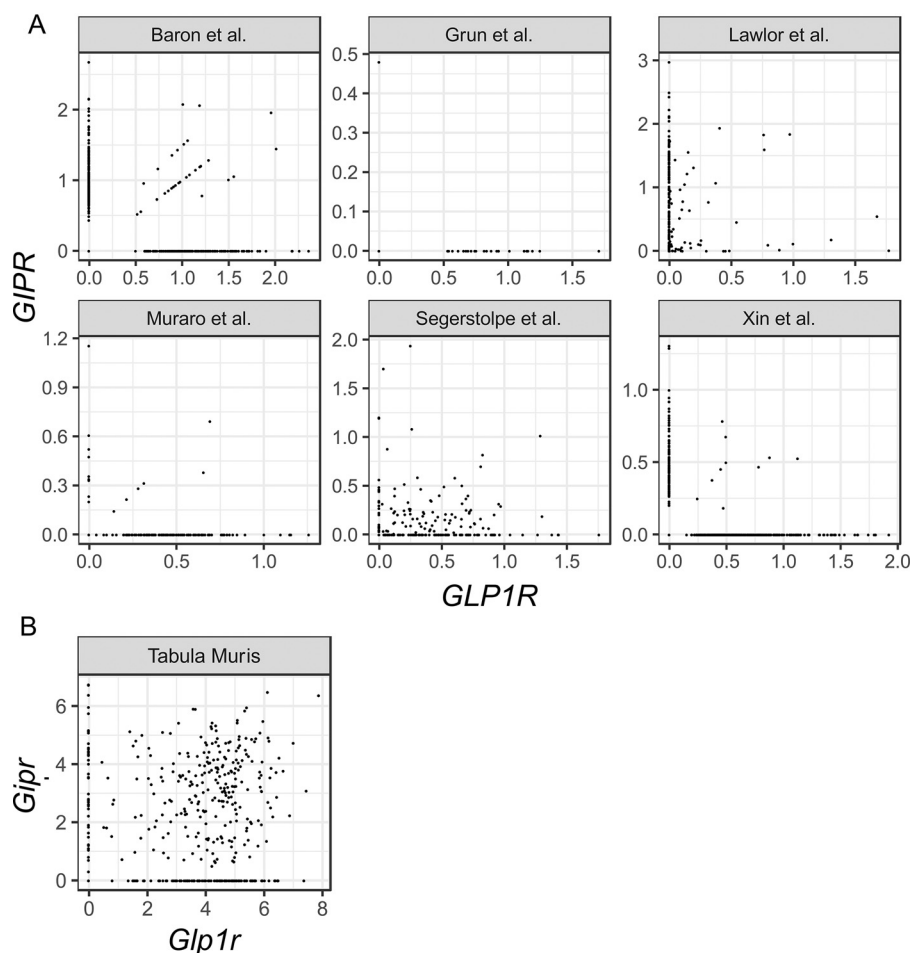 A
Baron et al.
Grun et al.
Lawlor et al.
2
1
0
0.0 0.5 1.0 1.5 2.0
0.5
0.4
0.3
0.2
0.1
0.0
0.0 0.5 1.0 1.5
3
2
1
0
0.0 0.5 1.0 1.5
GIPR
Muraro et al.
Segerstolpe et al.
Xin et al.
1.2
0.9
0.6
0.3
0.0
0.0 0.5 1.0
2.0
1.5
1.0
0.5
0.0
0.0 0.5 1.0 1.5
1.0
0.5
0.0
0.0 0.5 1.0 1.5 2.0
GLP1R
B
Tabula Muris
6
4
2
0
0 2 4 6 8
Gipr
Glp1r